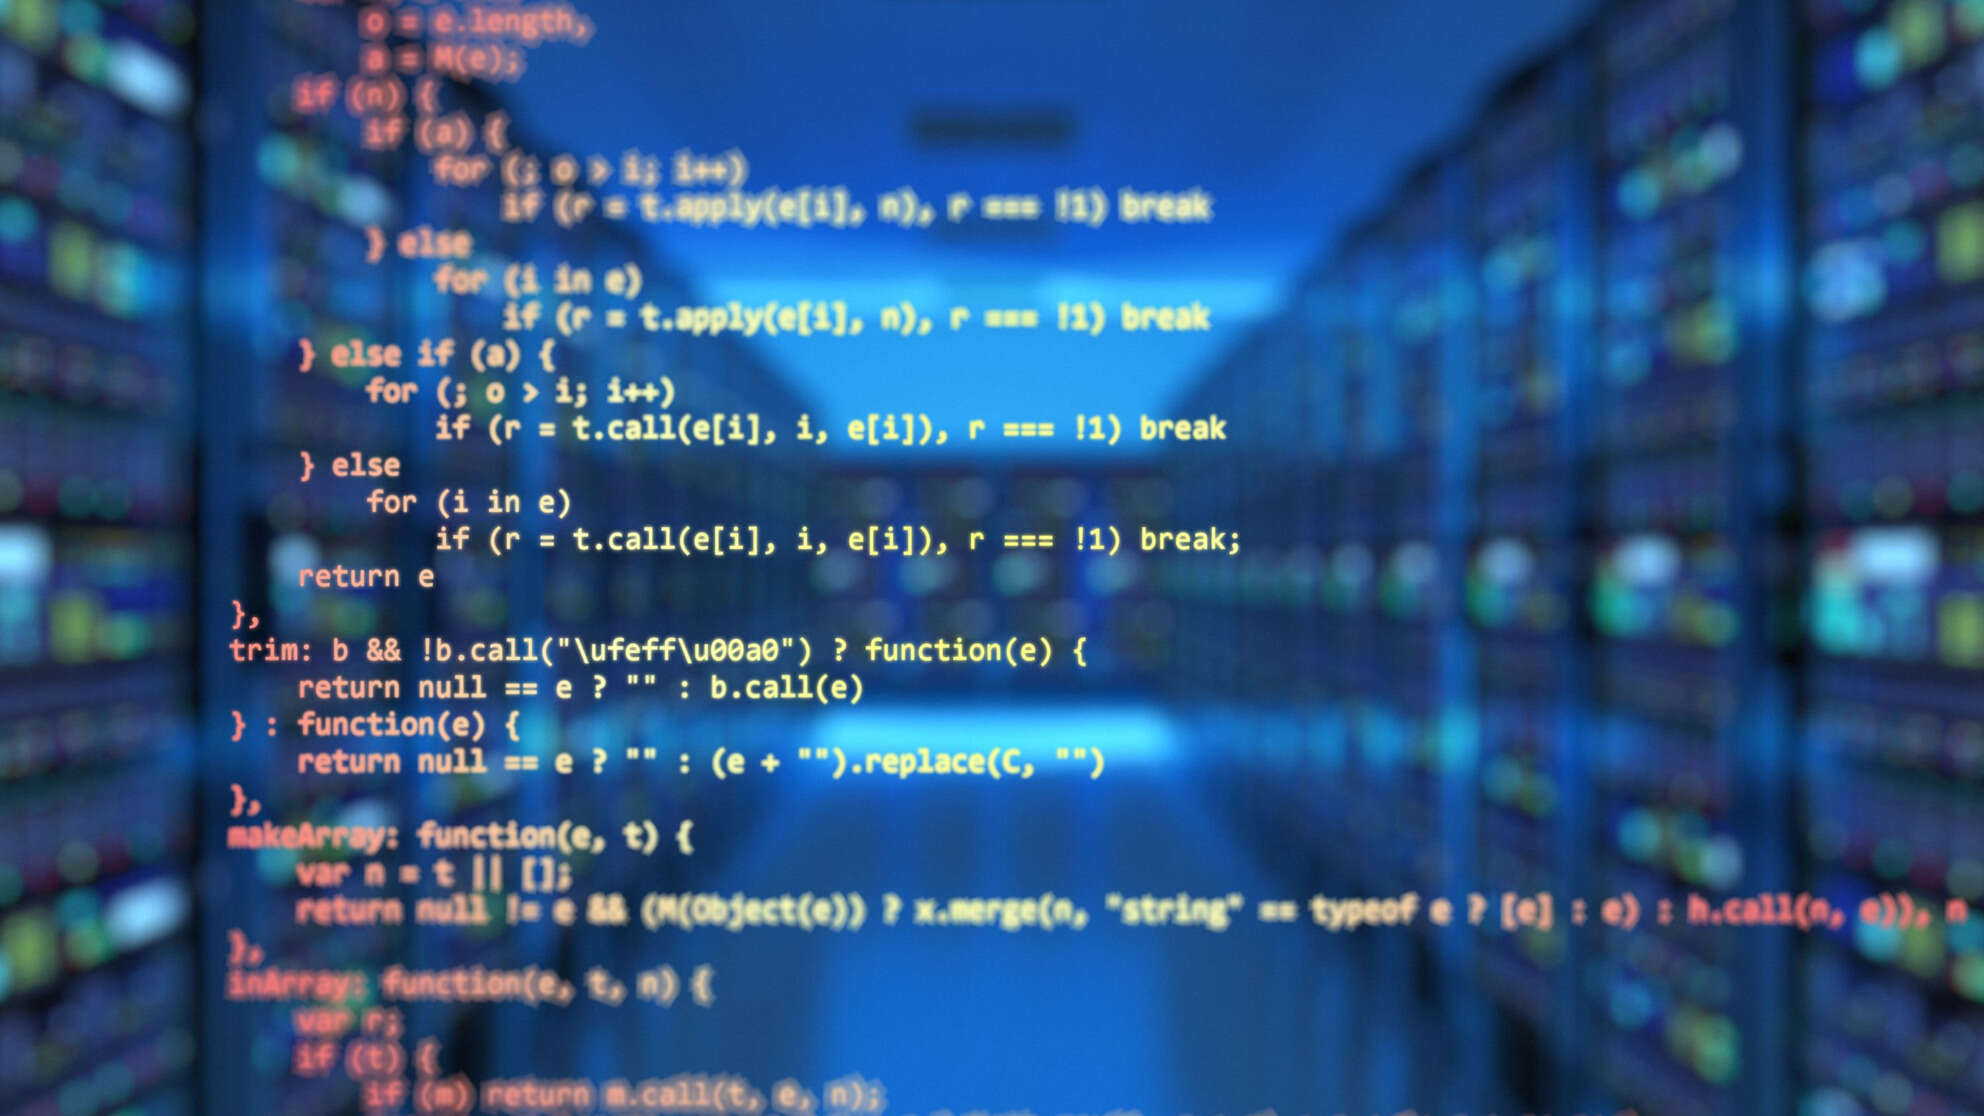 o = e.length,
a = M(e);
if (n) {
if (a) {
for (; o > i; i++)
if (r = t.apply(e[i], n), r === !1) break
} else
for (i in e)
if (r = t.apply(e[i], n), r === !1) break
} else if (a) {
for (; o > i; i++)
if (r = t.call(e[i], i, e[i]), r === !1) break
} else
for (i in e)
if (r = t.call(e[i], i, e[i]), r === !1) break;
return e
},
trim: b && !b.call("\ufeff\u00a0") ? function(e) {
return null == e ? "" : b.call(e)
} : function(e) {
return null == e ? "" : (e + "").replace(C, "")
},
makeArray: function(e, t) {
var n = t || [];
return null != e && (M(Object(e)) ? x.merge(n, "string" == typeof e ? [e] : e) : h.call(n, e)), n
},
inArray: function(e, t, n) {
var r;
if (t) {
if (m) return m.call(t, e, n);